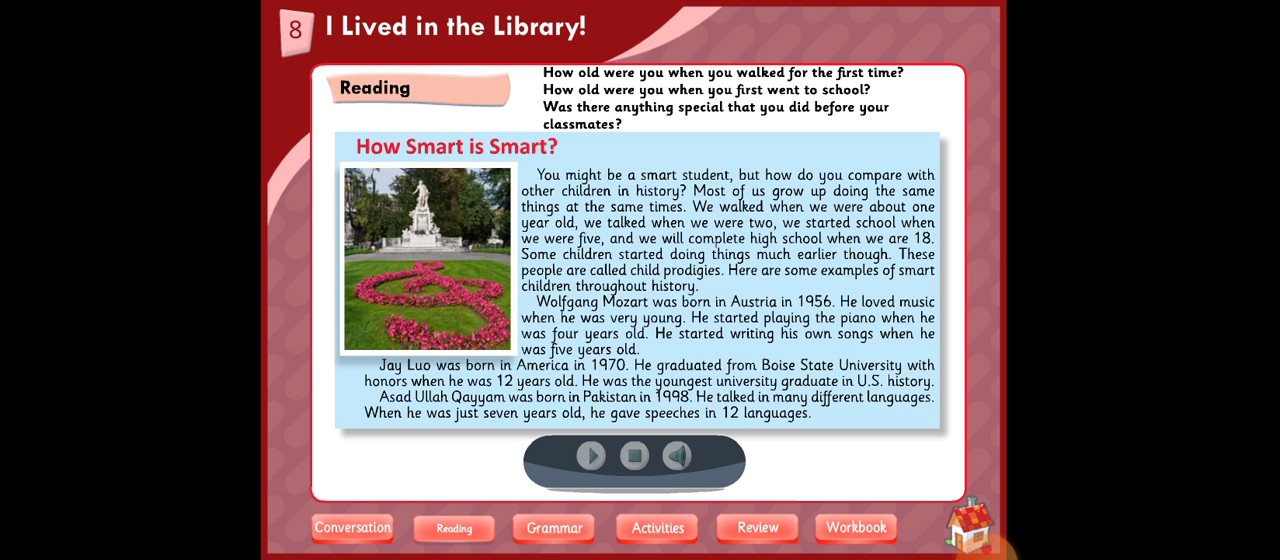 8
I Lived in the Library!
Reading
How old were you when you walked for the first time?
How old were you when you first went to school?
Was there anything special that you did before your
classmates?
How Smart is Smart?
You might be a smart student, but how do you compare with
other children in history? Most of us grow up doing the same
things at the same times. We walked when we were about one
year old, we talked when we were two, we started school when
we were five, and we will complete high school when we are 18.
Some children started doing things much earlier though. These
people are called child prodigies. Here are some examples of smart
children throughout history.
Wolfgang Mozart was born in Austria in 1956. He loved music
when he was very young. He started playing the piano when he
was four years old. He started writing his own songs when he
was five years old.
Jay Luo was born in America in 1970. He graduated from Boise State University with
honors when he was 12 years old. He was the youngest university graduate in U.S. history.
Asad Ullah Qayyam was born in Pakistan in 1998. He talked in many different languages.
When he was just seven years old, he gave speeches in 12 languages.
Conversation
Reading
Grammar
Activities
Review
Workbook